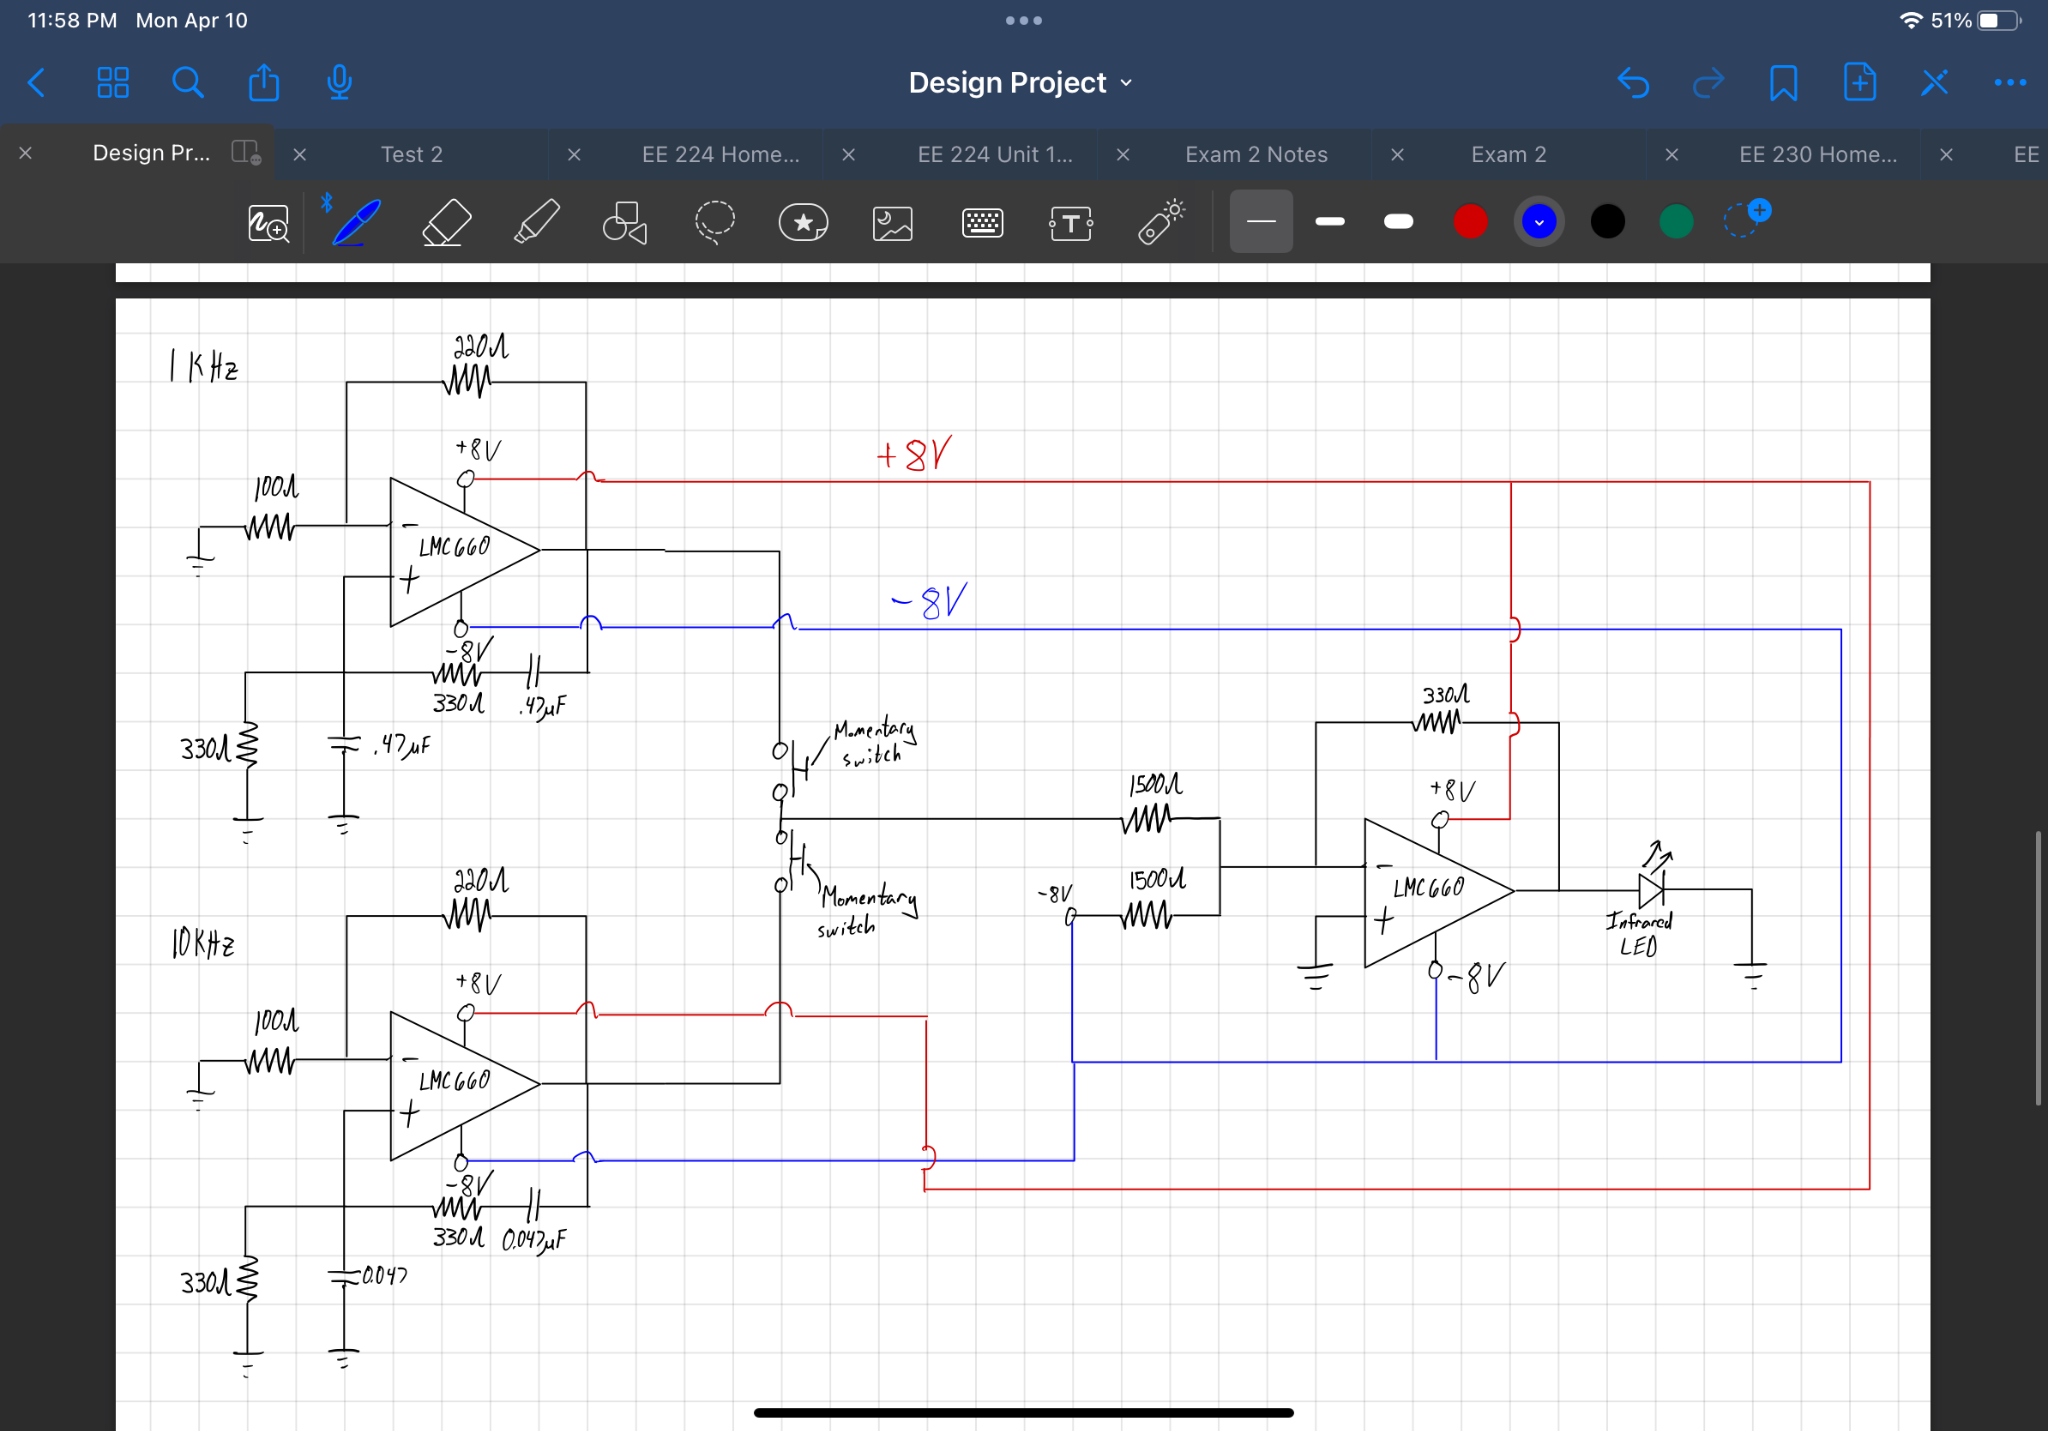 11:58 PM Mon Apr 10
51%
Design Project
Design Pr...
Test 2
EE 224 Home...
EE 224 Unit 1...
Exam 2 Notes
Exam 2
EE 230 Home...
EE
1 KHz
220Ω
+8V
+8V
100Ω
-
LMC660
+
-8V
-8V
330Ω
.47μF
330Ω
.47μF
Momentary
switch
330Ω
1500Ω
+8V
1500Ω
-8V
-
LMC660
+
-8V
Infrared
LED
Momentary
switch
10KHz
220Ω
+8V
100Ω
-
LMC660
+
-8V
330Ω
0.047μF
330Ω
0.047